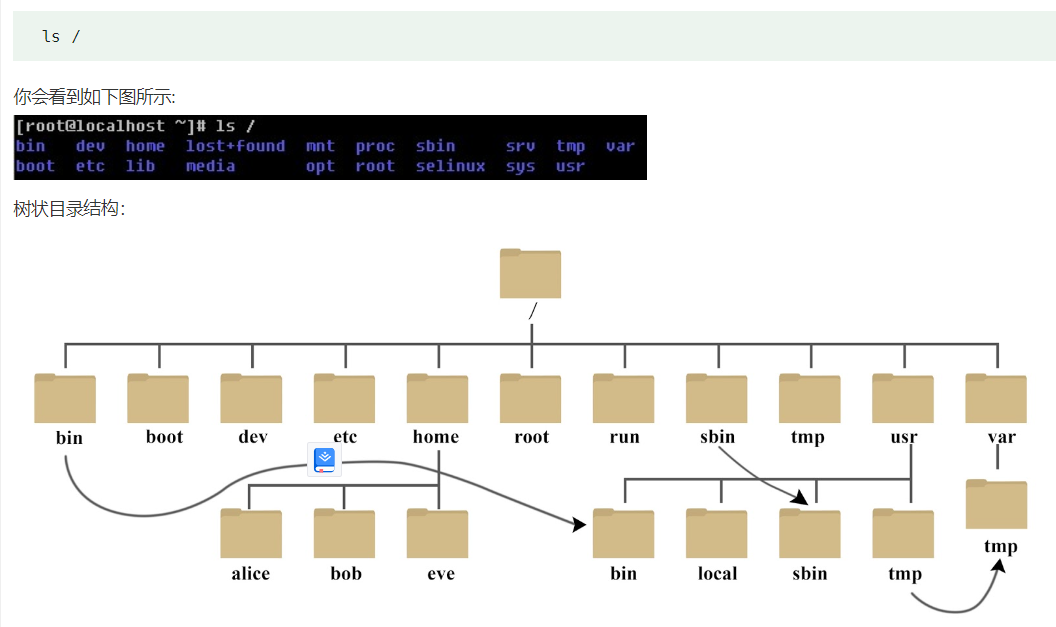 ls /
你会看到如下图所示:
[root@localhost ~]# ls /
bin dev home lost+found mnt proc sbin srv tmp var
boot etc lib media opt root selinux sys usr
树状目录结构：
/
bin boot dev etc home root run sbin tmp usr var
tmp
alice bob eve bin local sbin tmp